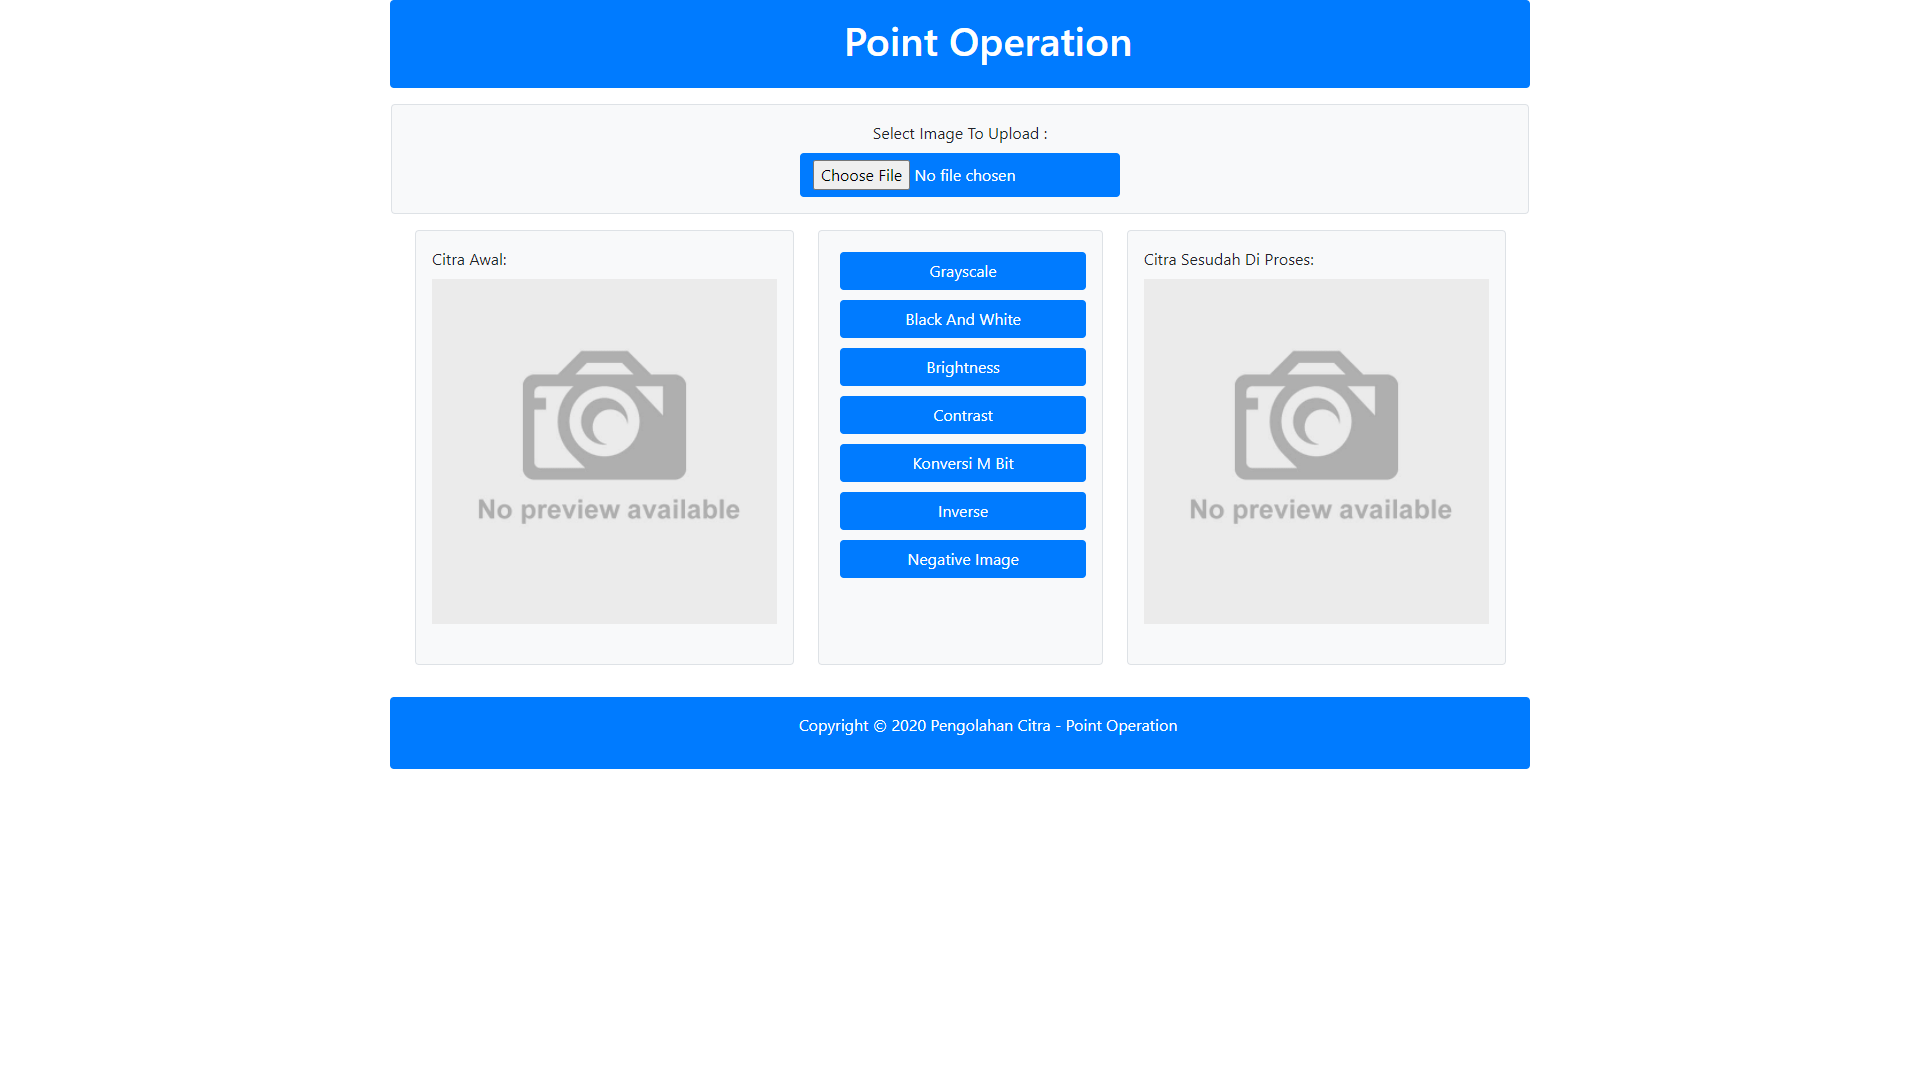 Point Operation
Select Image To Upload :
Choose File No file chosen
Citra Awal:
No preview available
Grayscale
Black And White
Brightness
Contrast
Konversi M Bit
Inverse
Negative Image
Citra Sesudah Di Proses:
No preview available
Copyright © 2020 Pengolahan Citra - Point Operation